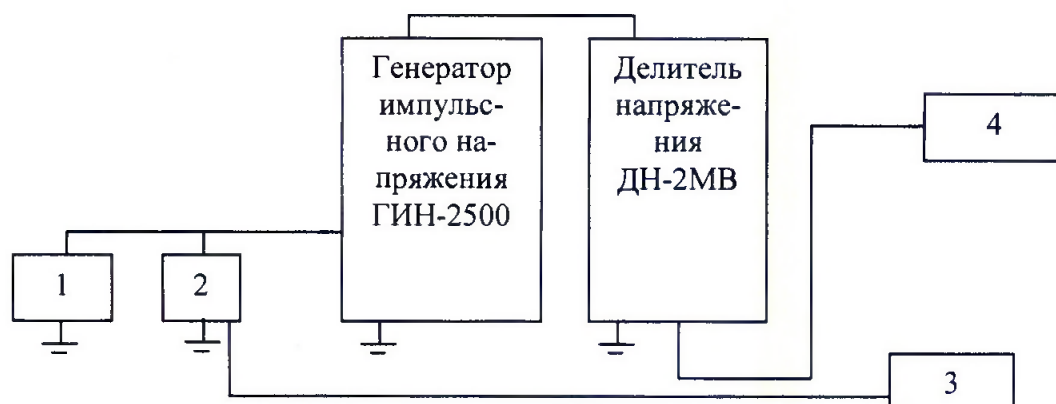 Генератор
импульс-
ного на-
пряжения
ГИН-2500
Делитель
напряже-
ния
ДН-2МВ
4
1
2
3